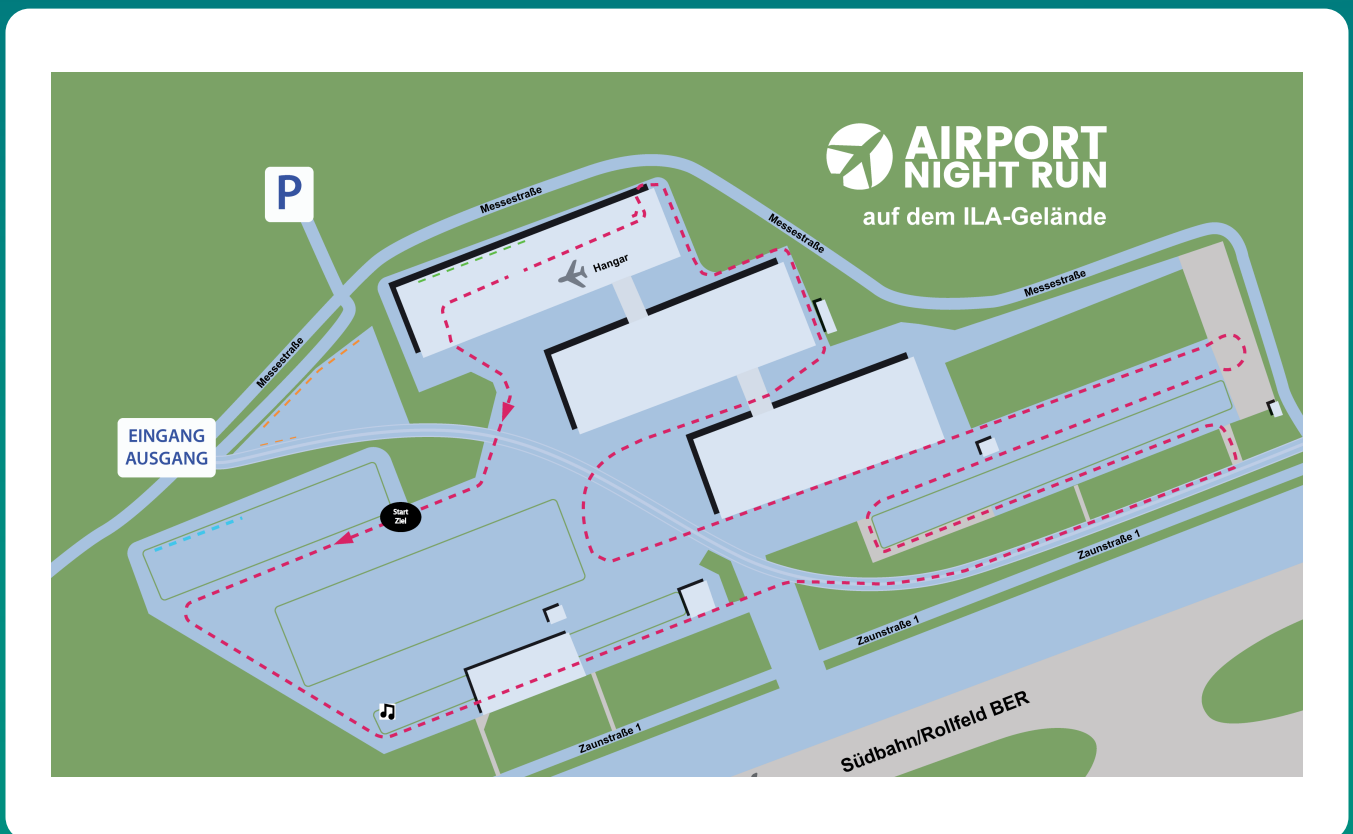 AIRPORT
NIGHT RUN
auf dem ILA-Gelände
P
Messestraße
Messestraße
Hangar
Messestraße
Messestraße
EINGANG
AUSGANG
Start
Ziel
Zaunstraße 1
Zaunstraße 1
Zaunstraße 1
Südbahn/Rollfeld BER